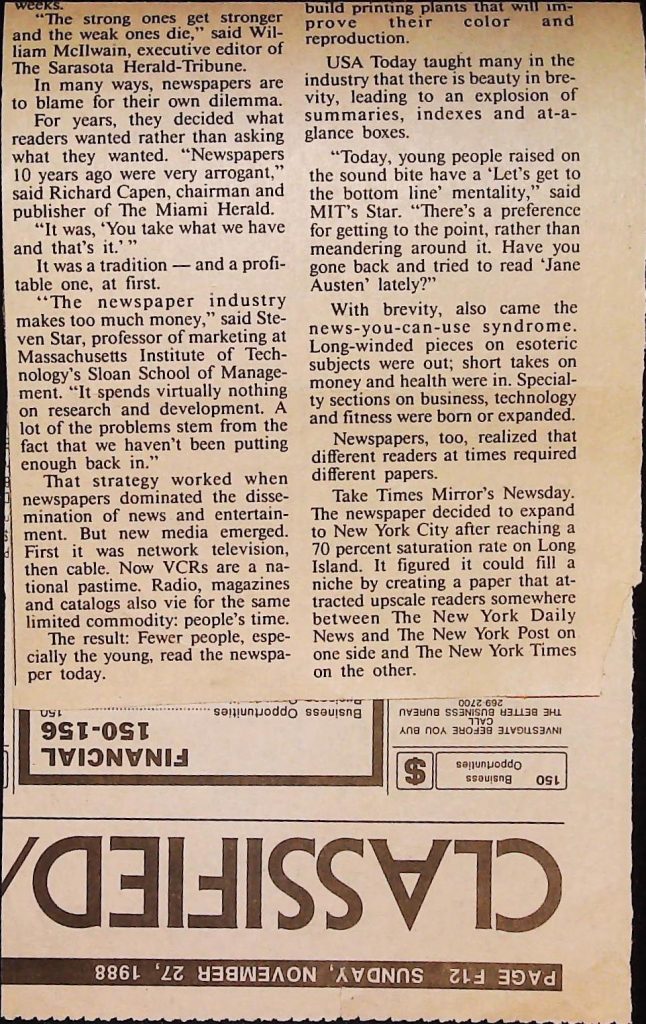 weeks.
“The strong ones get stronger
and the weak ones die,” said Wil-
liam McIlwain, executive editor of
The Sarasota Herald-Tribune.
In many ways, newspapers are
to blame for their own dilemma.
For years, they decided what
readers wanted rather than asking
what they wanted. “Newspapers
10 years ago were very arrogant,”
said Richard Capen, chairman and
publisher of The Miami Herald.
“It was, ‘You take what we have
and that’s it.’ ”
It was a tradition — and a profi-
table one, at first.
“The newspaper industry
makes too much money,” said Ste-
ven Star, professor of marketing at
Massachusetts Institute of Tech-
nology’s Sloan School of Manage-
ment. “It spends virtually nothing
on research and development. A
lot of the problems stem from the
fact that we haven’t been putting
enough back in.”
That strategy worked when
newspapers dominated the disse-
mination of news and entertain-
ment. But new media emerged.
First it was network television,
then cable. Now VCRs are a na-
tional pastime. Radio, magazines
and catalogs also vie for the same
limited commodity: people’s time.
The result: Fewer people, espe-
cially the young, read the newspa-
per today.
build printing plants that will im-
prove their color and
reproduction.
USA Today taught many in the
industry that there is beauty in bre-
vity, leading to an explosion of
summaries, indexes and at-a-
glance boxes.
“Today, young people raised on
the sound bite have a ‘Let’s get to
the bottom line’ mentality,” said
MIT’s Star. “There’s a preference
for getting to the point, rather than
meandering around it. Have you
gone back and tried to read ‘Jane
Austen’ lately?”
With brevity, also came the
news-you-can-use syndrome.
Long-winded pieces on esoteric
subjects were out; short takes on
money and health were in. Special-
ty sections on business, technology
and fitness were born or expanded.
Newspapers, too, realized that
different readers at times required
different papers.
Take Times Mirror’s Newsday.
The newspaper decided to expand
to New York City after reaching a
70 percent saturation rate on Long
Island. It figured it could fill a
niche by creating a paper that at-
tracted upscale readers somewhere
between The New York Daily
News and The New York Post on
one side and The New York Times
on the other.
PAGE F12 SUNDAY, NOVEMBER 27, 1988
CLASSIFIED/
150 Business
Opportunities
$
INVESTIGATE BEFORE YOU BUY
CALL
THE BETTER BUSINESS BUREAU
269-2700
FINANCIAL
150-156
Business Opportunities ........ 150